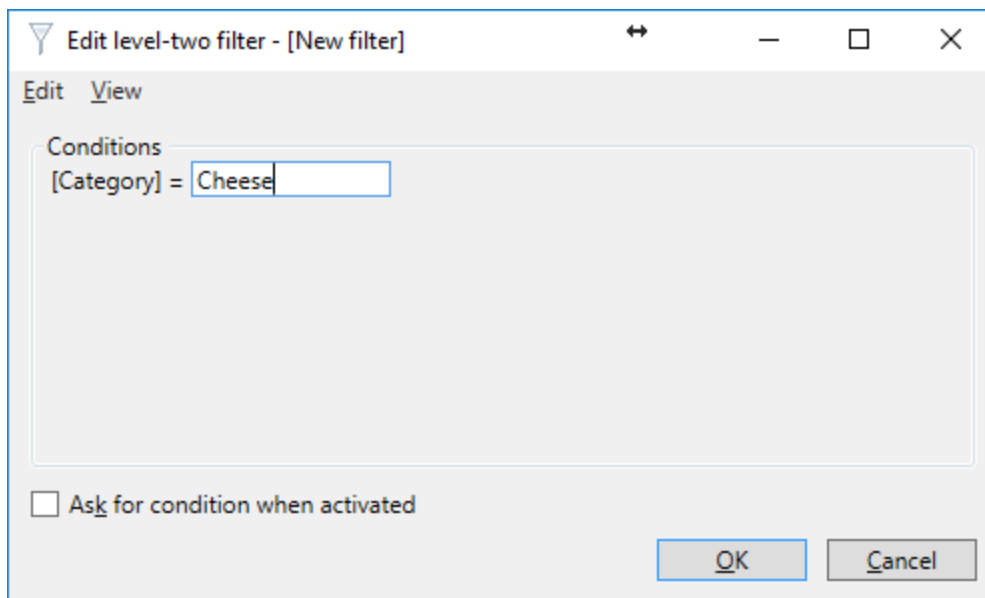 Edit level-two filter - [New filter]
Edit View
Conditions
[Category] = Cheese
Ask for condition when activated
OK Cancel